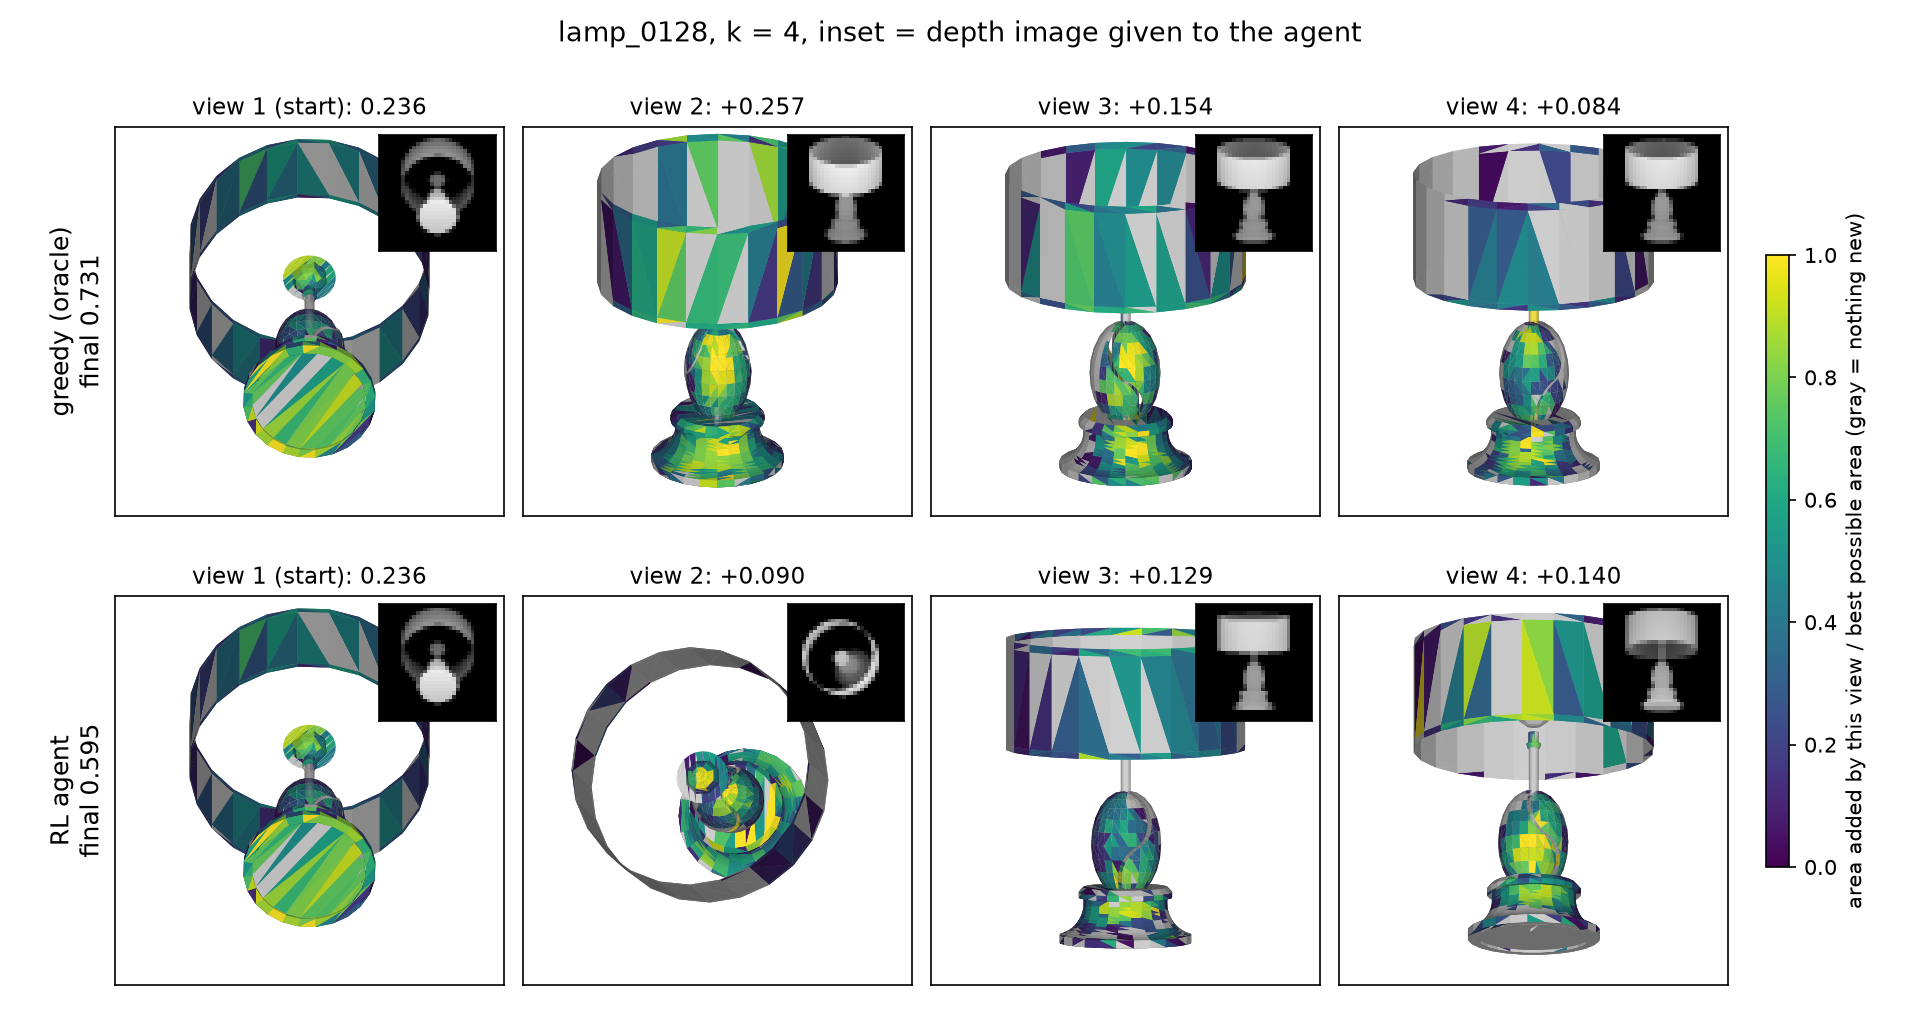 lamp_0128, k = 4, inset = depth image given to the agent
view 1 (start): 0.236
view 2: +0.257
view 3: +0.154
view 4: +0.084
greedy (oracle)
final 0.731
view 1 (start): 0.236
view 2: +0.090
view 3: +0.129
view 4: +0.140
RL agent
final 0.595
1.0
0.8
0.6
0.4
0.2
0.0
area added by this view / best possible area (gray = nothing new)